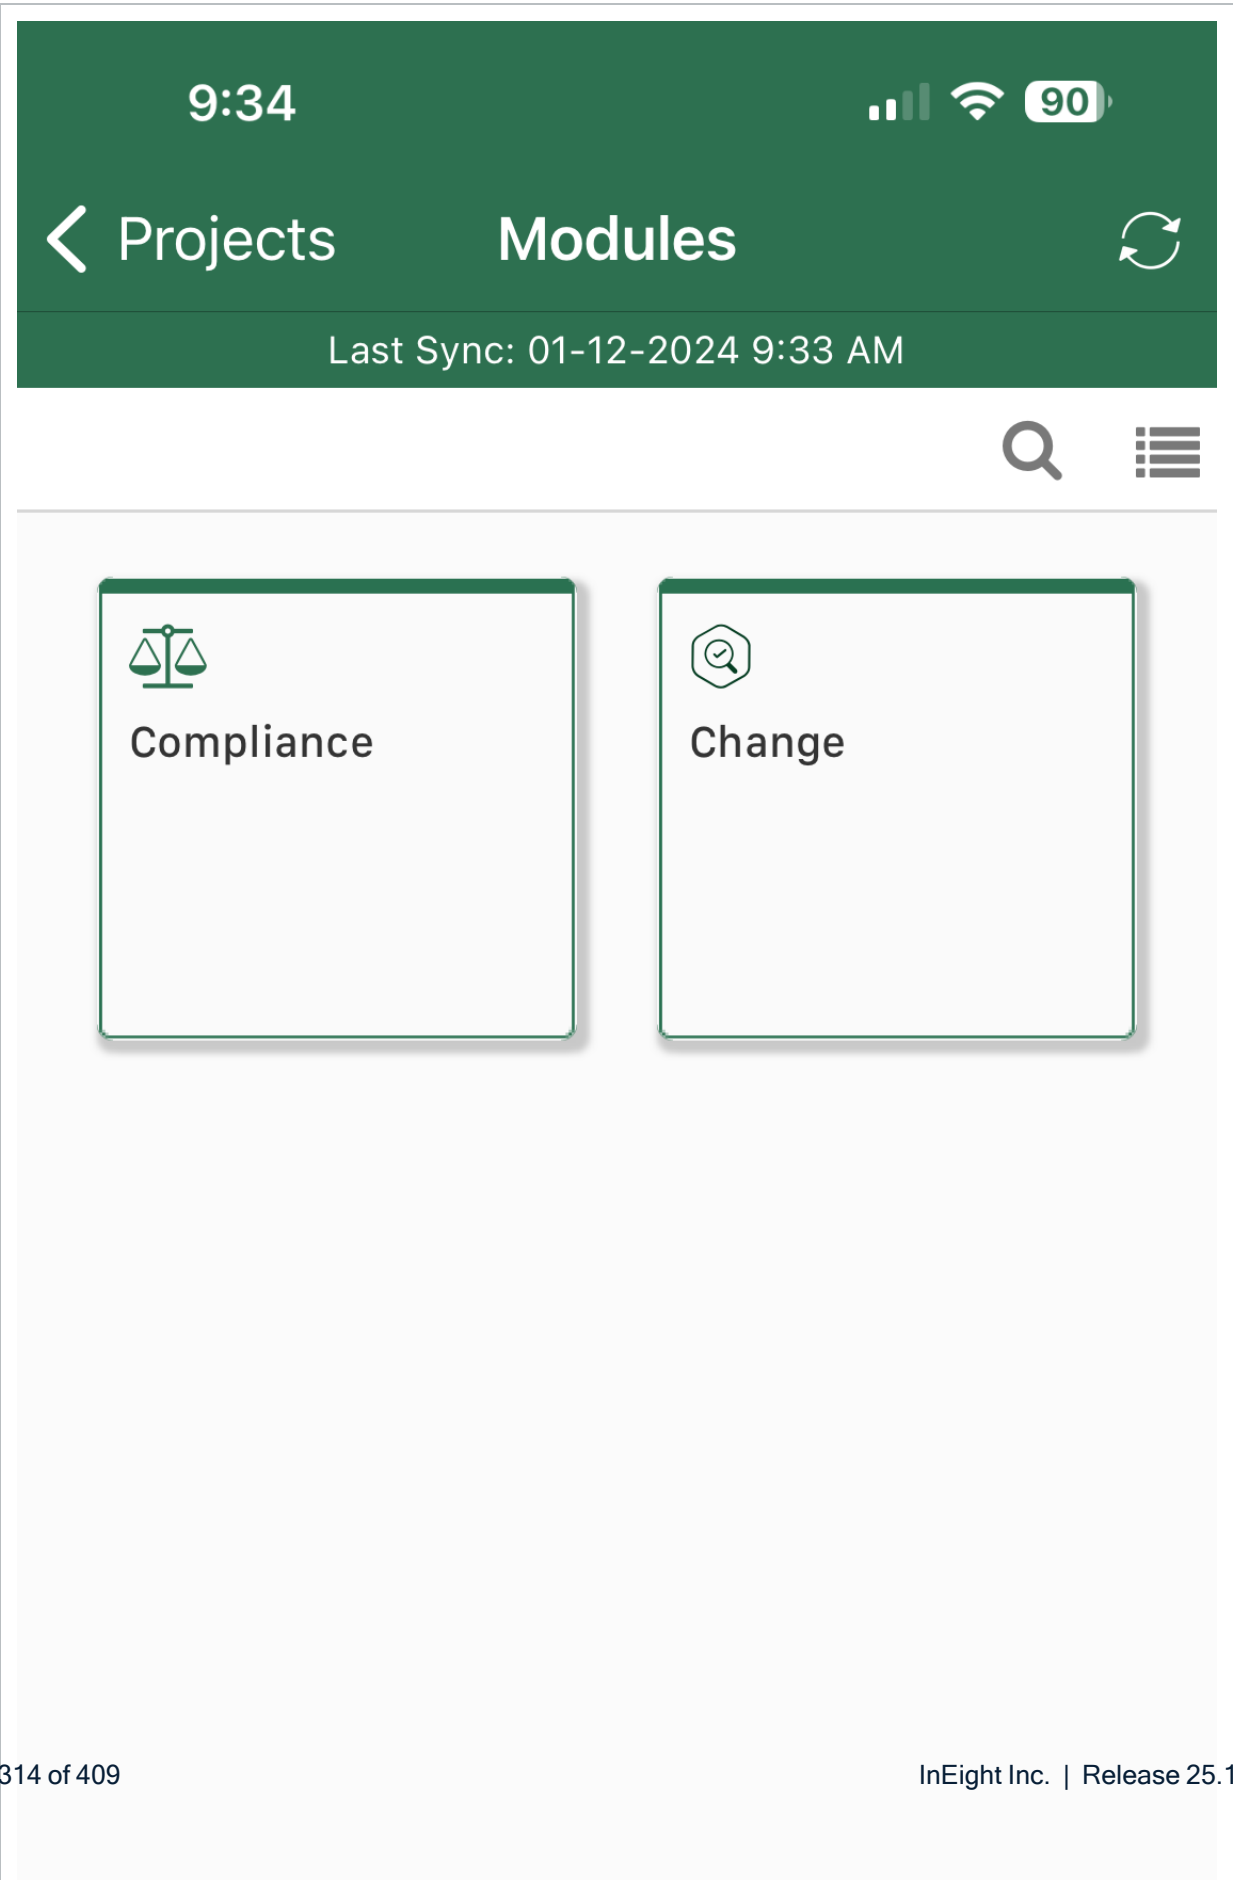 9:34 90
Projects Modules
Last Sync: 01-12-2024 9:33 AM
Compliance Change
314 of 409 InEight Inc. | Release 25.1